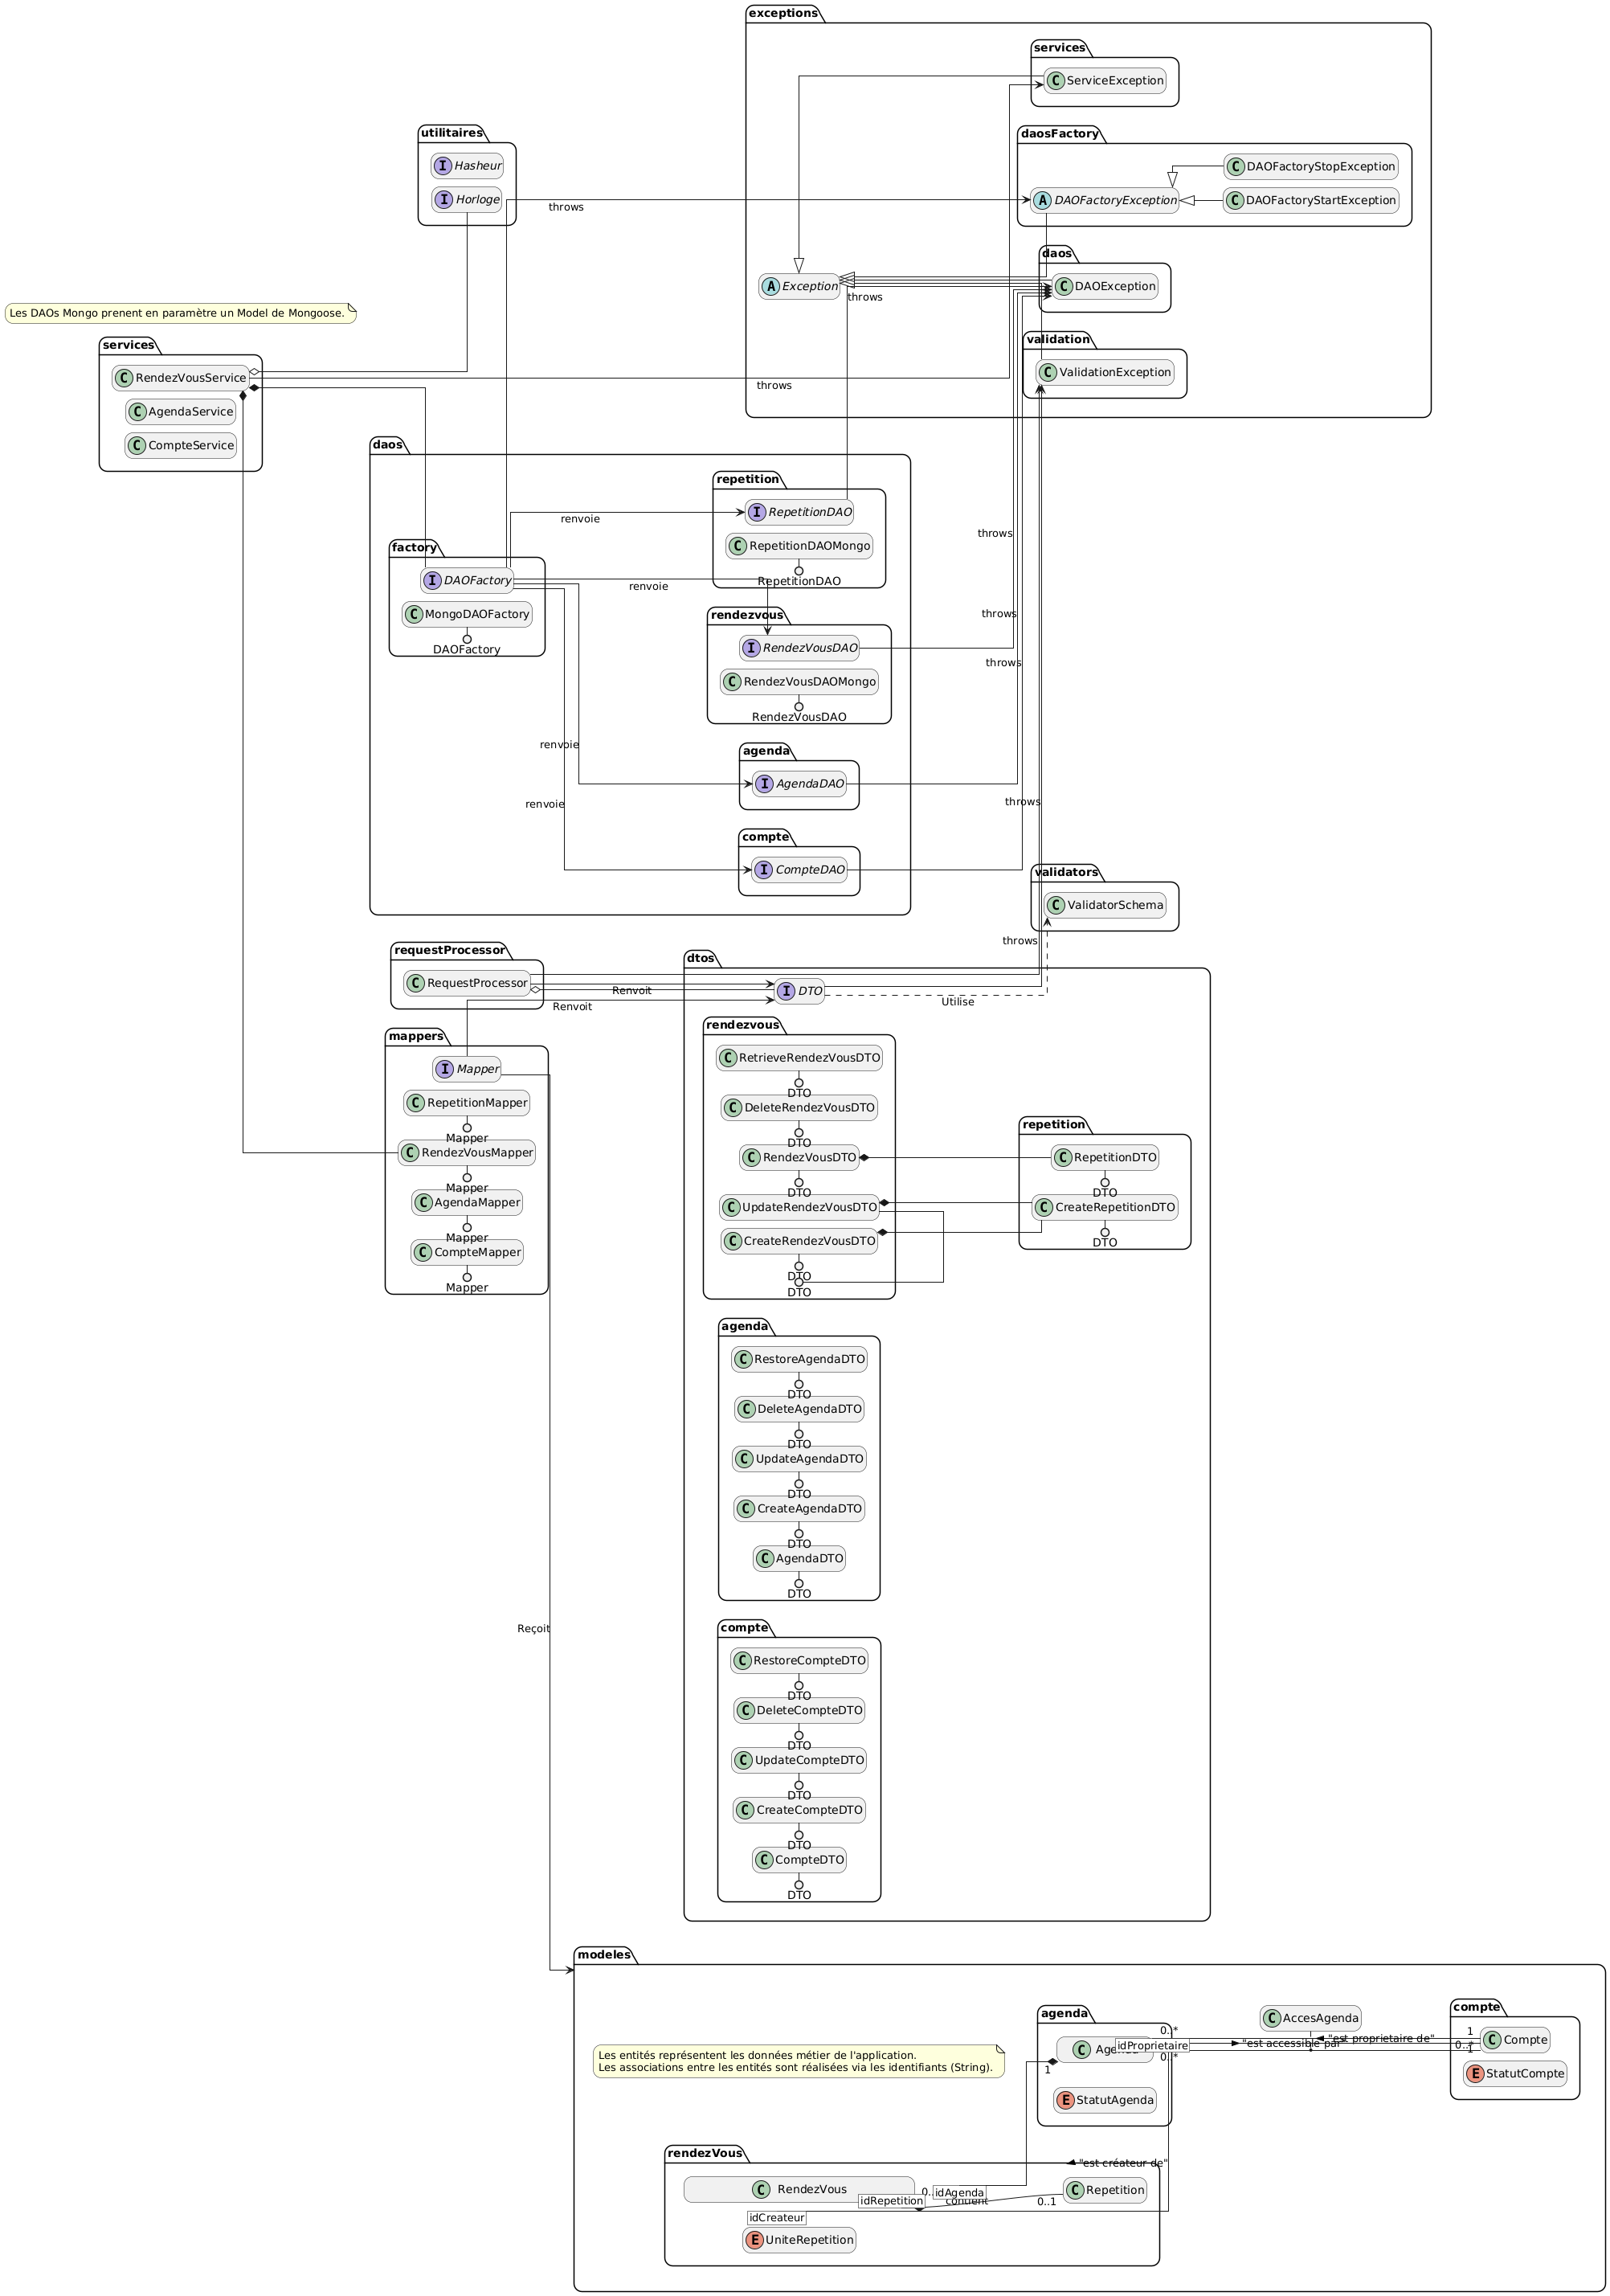 exceptions
services
C ServiceException
daosFactory
C DAOFactoryStopException
A DAOFactoryException
C DAOFactoryStartException
daos
A Exception
C DAOException
throws
validation
C ValidationException
utilitaires
I Hasheur
I Horloge
throws
Les DAOs Mongo prenent en paramètre un Model de Mongoose.
services
C RendezVousService
C AgendaService
C CompteService
throws
daos
repetition
I RepetitionDAO
C RepetitionDAOMongo
RepetitionDAO
renvoie
factory
I DAOFactory
C MongoDAOFactory
DAOFactory
renvoie
rendezvous
I RendezVousDAO
C RendezVousDAOMongo
RendezVousDAO
renvoie
agenda
I AgendaDAO
renvoie
compte
I CompteDAO
throws
throws
throws
throws
validators
C ValidatorSchema
throws
requestProcessor
C RequestProcessor
Renvoit
Renvoit
dtos
I DTO
Utilise
mappers
I Mapper
C RepetitionMapper
Mapper
C RendezVousMapper
Mapper
C AgendaMapper
Mapper
C CompteMapper
Mapper
rendezvous
C RetrieveRendezVousDTO
DTO
C DeleteRendezVousDTO
DTO
C RendezVousDTO
DTO
C UpdateRendezVousDTO
C CreateRendezVousDTO
DTO
DTO
repetition
C RepetitionDTO
DTO
C CreateRepetitionDTO
DTO
agenda
C RestoreAgendaDTO
DTO
C DeleteAgendaDTO
DTO
C UpdateAgendaDTO
DTO
C CreateAgendaDTO
DTO
C AgendaDTO
DTO
compte
C RestoreCompteDTO
DTO
C DeleteCompteDTO
DTO
C UpdateCompteDTO
DTO
C CreateCompteDTO
DTO
C CompteDTO
DTO
Reçoit
modeles
Les entités représentent les données métier de l'application.
Les associations entre les entités sont réalisées via les identifiants (String).
agenda
C Agenda
idProprietaire
0..*
0..*
1
E StatutAgenda
C AccesAgenda
"est proprietaire de"
"est accessible par"
compte
1
C Compte
0..*
1
E StatutCompte
rendezVous
"est créateur de"
C RendezVous
idAgenda
idRepetition
contient
0..1
C Repetition
idCreateur
E UniteRepetition